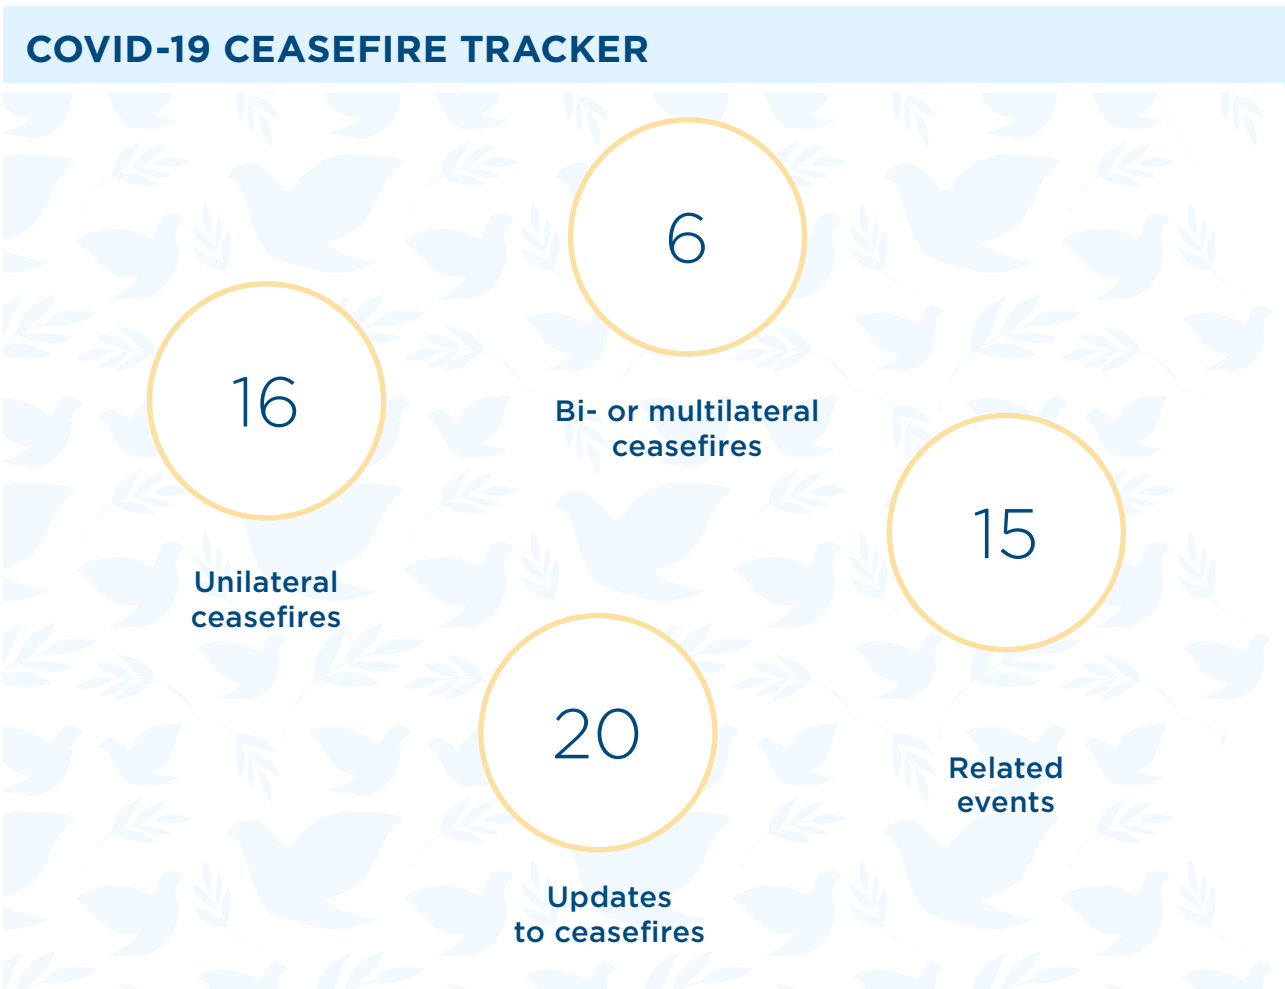 COVID-19 CEASEFIRE TRACKER
6
Bi- or multilateral
ceasefires
16
Unilateral
ceasefires
15
Related
events
20
Updates
to ceasefires